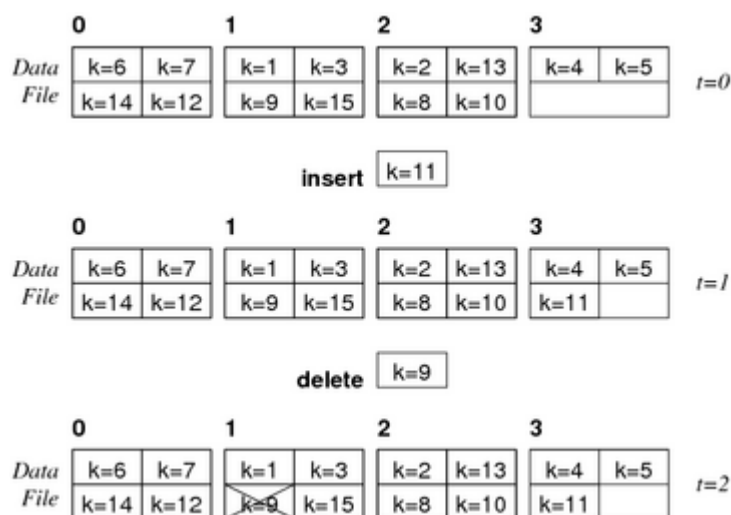 0 1 2 3
Data k=6 k=7 k=1 k=3 k=2 k=13 k=4 k=5 t=0
File k=14 k=12 k=9 k=15 k=8 k=10
insert k=11
0 1 2 3
Data k=6 k=7 k=1 k=3 k=2 k=13 k=4 k=5 t=1
File k=14 k=12 k=9 k=15 k=8 k=10 k=11
delete k=9
0 1 2 3
Data k=6 k=7 k=1 k=3 k=2 k=13 k=4 k=5 t=2
File k=14 k=12 k=9 k=15 k=8 k=10 k=11